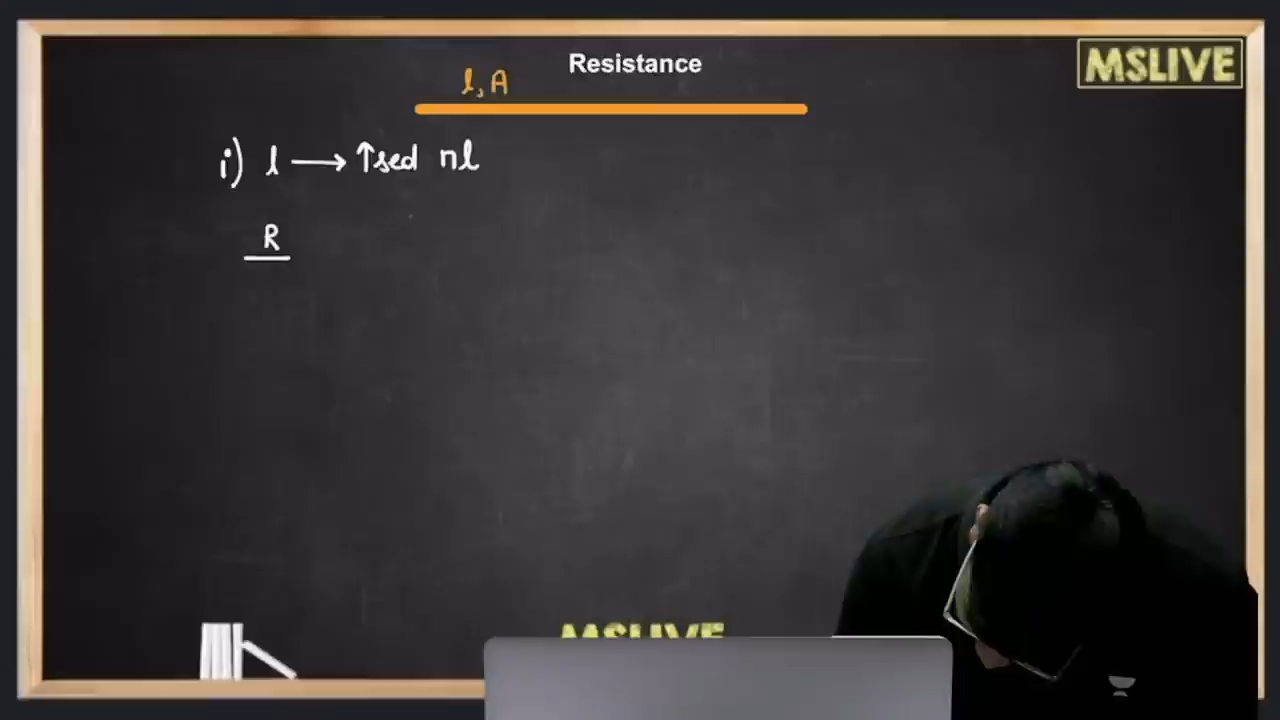 Resistance
MSLIVE
l, A
i) l ⟶ ↑sed nl
R
MSLIVE